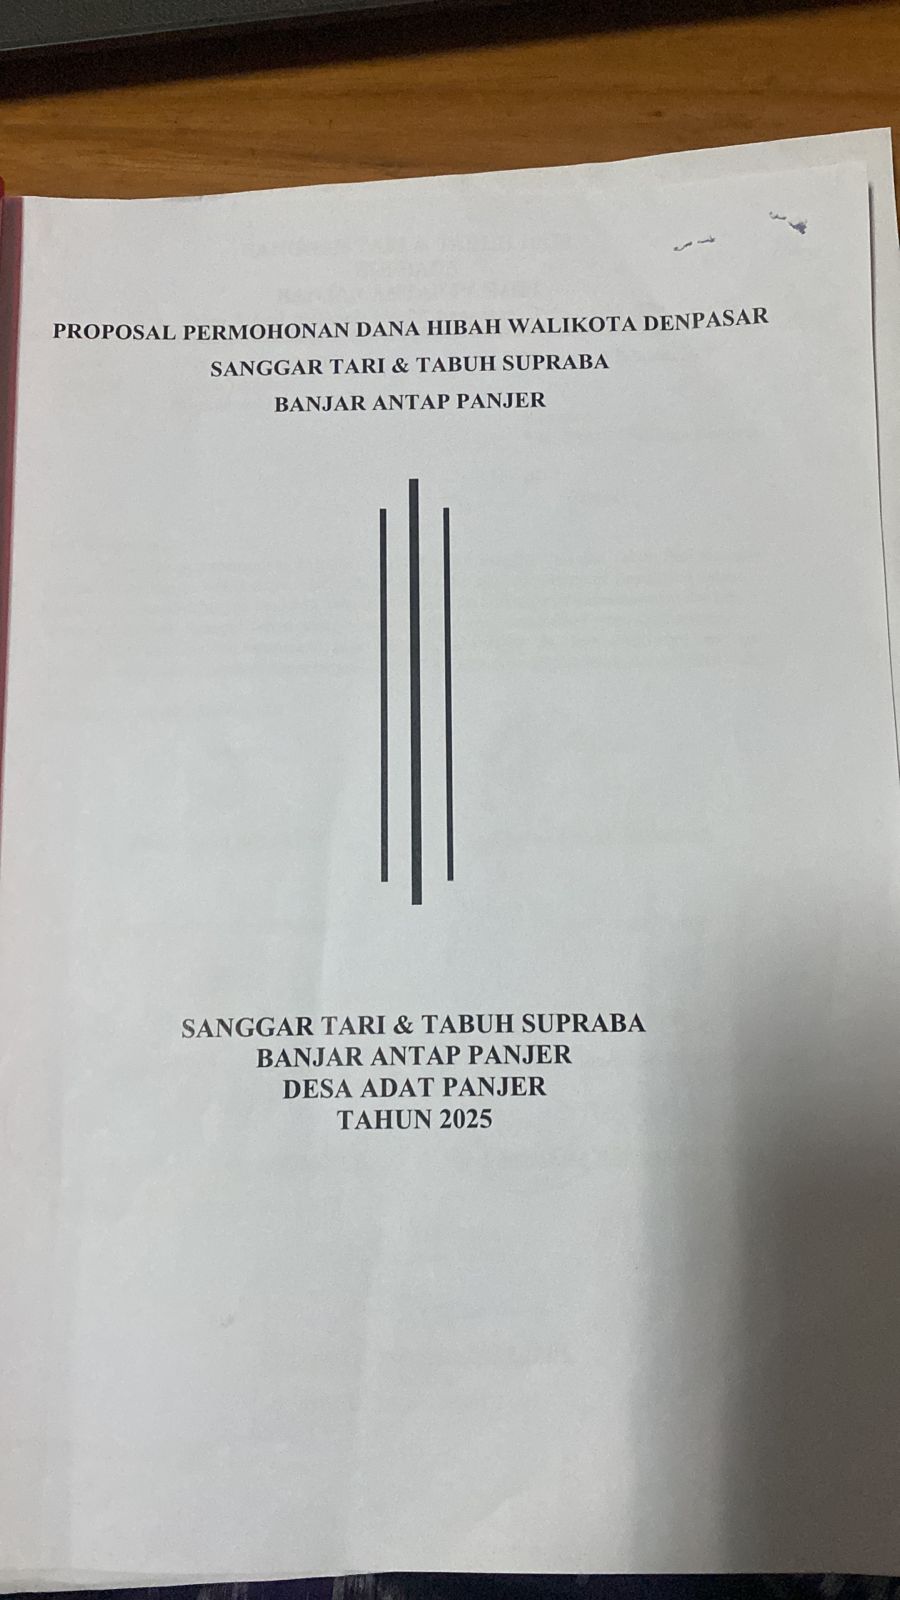 PROPOSAL PERMOHONAN DANA HIBAH WALIKOTA DENPASAR
SANGGAR TARI & TABUH SUPRABA
BANJAR ANTAP PANJER
SANGGAR TARI & TABUH SUPRABA
BANJAR ANTAP PANJER
DESA ADAT PANJER
TAHUN 2025